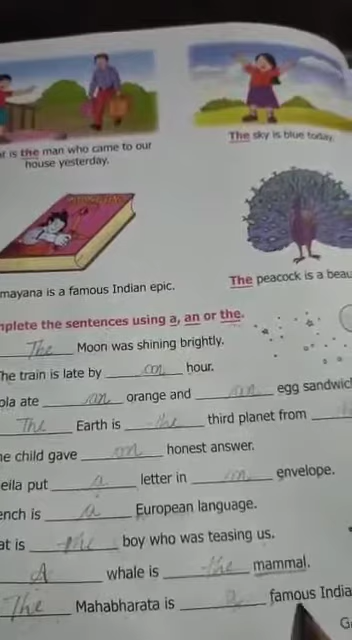 t is the man who came to our
house yesterday.
The sky is blue today.
mayana is a famous Indian epic.
The peacock is a beau
mplete the sentences using a, an or the.
The Moon was shining brightly.
The train is late by an hour.
ola ate an orange and an egg sandwich
The Earth is the third planet from
he child gave an honest answer.
eila put a letter in an envelope.
ench is a European language.
at is the boy who was teasing us.
A whale is the mammal.
The Mahabharata is a famous India